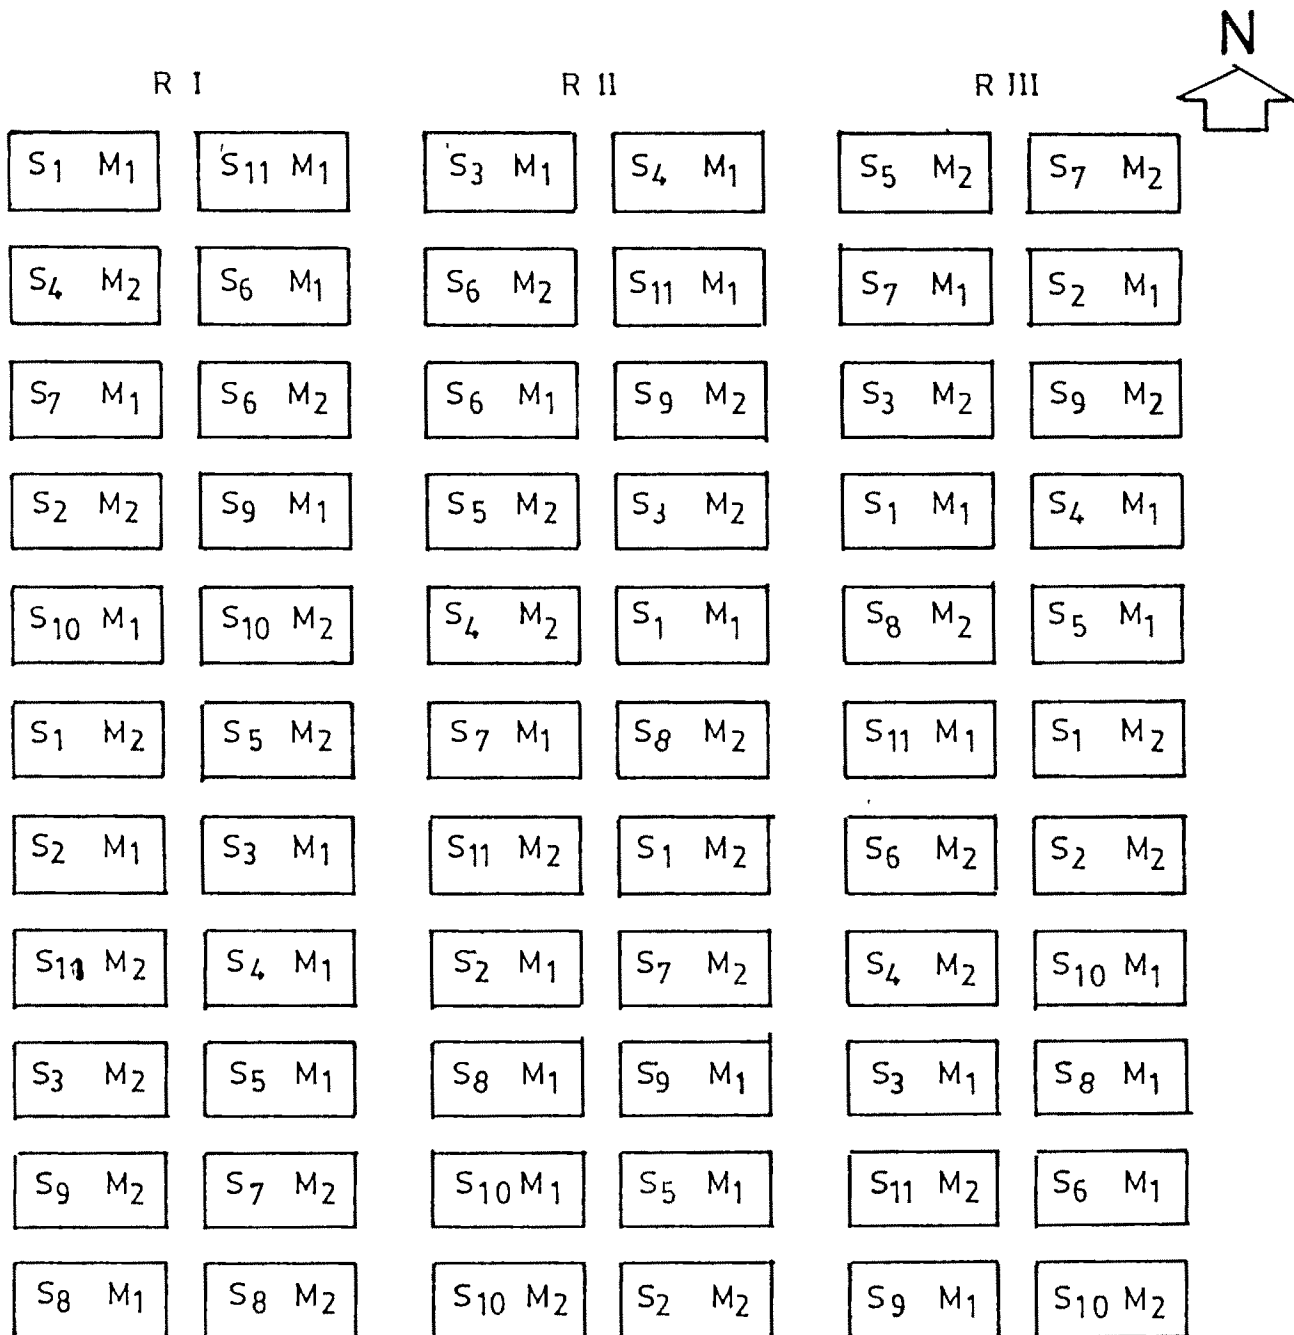 N
R I R II R III
S1 M1 S11 M1 S3 M1 S4 M1 S5 M2 S7 M2
S4 M2 S6 M1 S6 M2 S11 M1 S7 M1 S2 M1
S7 M1 S6 M2 S6 M1 S9 M2 S3 M2 S9 M2
S2 M2 S9 M1 S5 M2 S3 M2 S1 M1 S4 M1
S10 M1 S10 M2 S4 M2 S1 M1 S8 M2 S5 M1
S1 M2 S5 M2 S7 M1 S8 M2 S11 M1 S1 M2
S2 M1 S3 M1 S11 M2 S1 M2 S6 M2 S2 M2
S11 M2 S4 M1 S2 M1 S7 M2 S4 M2 S10 M1
S3 M2 S5 M1 S8 M1 S9 M1 S3 M1 S8 M1
S9 M2 S7 M2 S10 M1 S5 M1 S11 M2 S6 M1
S8 M1 S8 M2 S10 M2 S2 M2 S9 M1 S10 M2